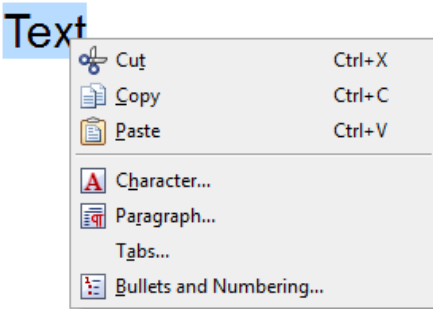 Text
Cut Ctrl+X
Copy Ctrl+C
Paste Ctrl+V
Character...
Paragraph...
Tabs...
Bullets and Numbering...